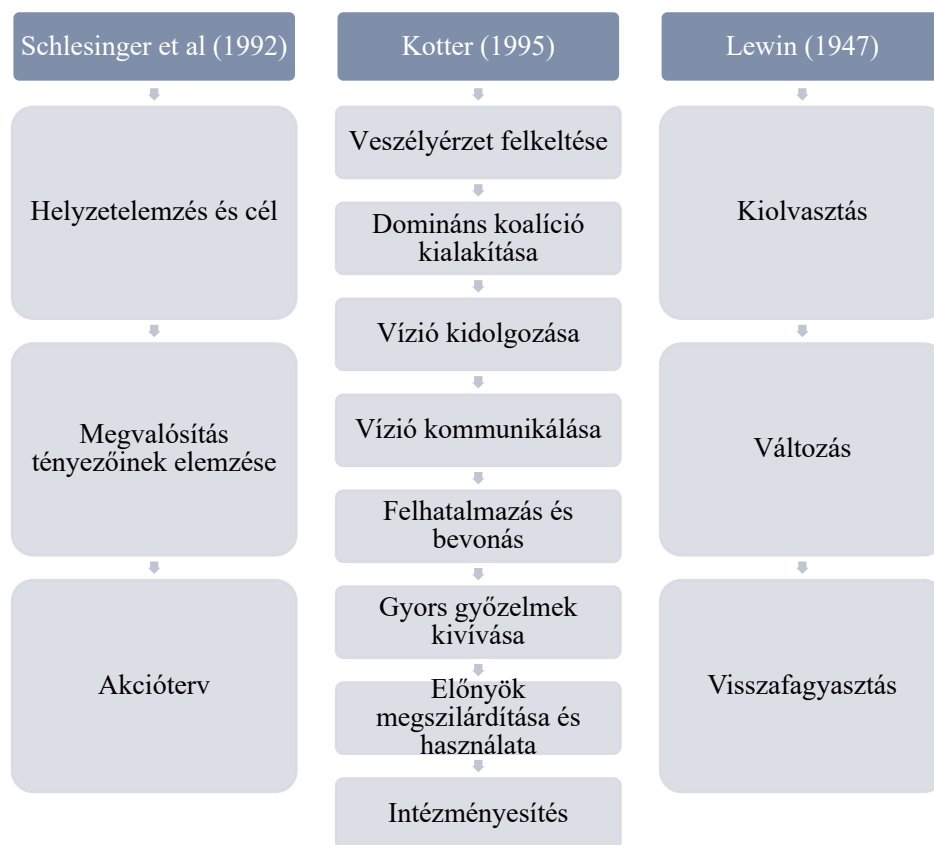 Schlesinger et al (1992)
Helyzetelemzés és cél
Megvalósítás
tényezőinek elemzése
Akcióterv
Kotter (1995)
Veszélyérzet felkeltése
Domináns koalíció
kialakítása
Vízió kidolgozása
Vízió kommunikálása
Felhatalmazás és
bevonás
Gyors győzelmek
kivívása
Előnyök
megszilárdítása és
használata
Intézményesítés
Lewin (1947)
Kiolvasztás
Változás
Visszafagyasztás